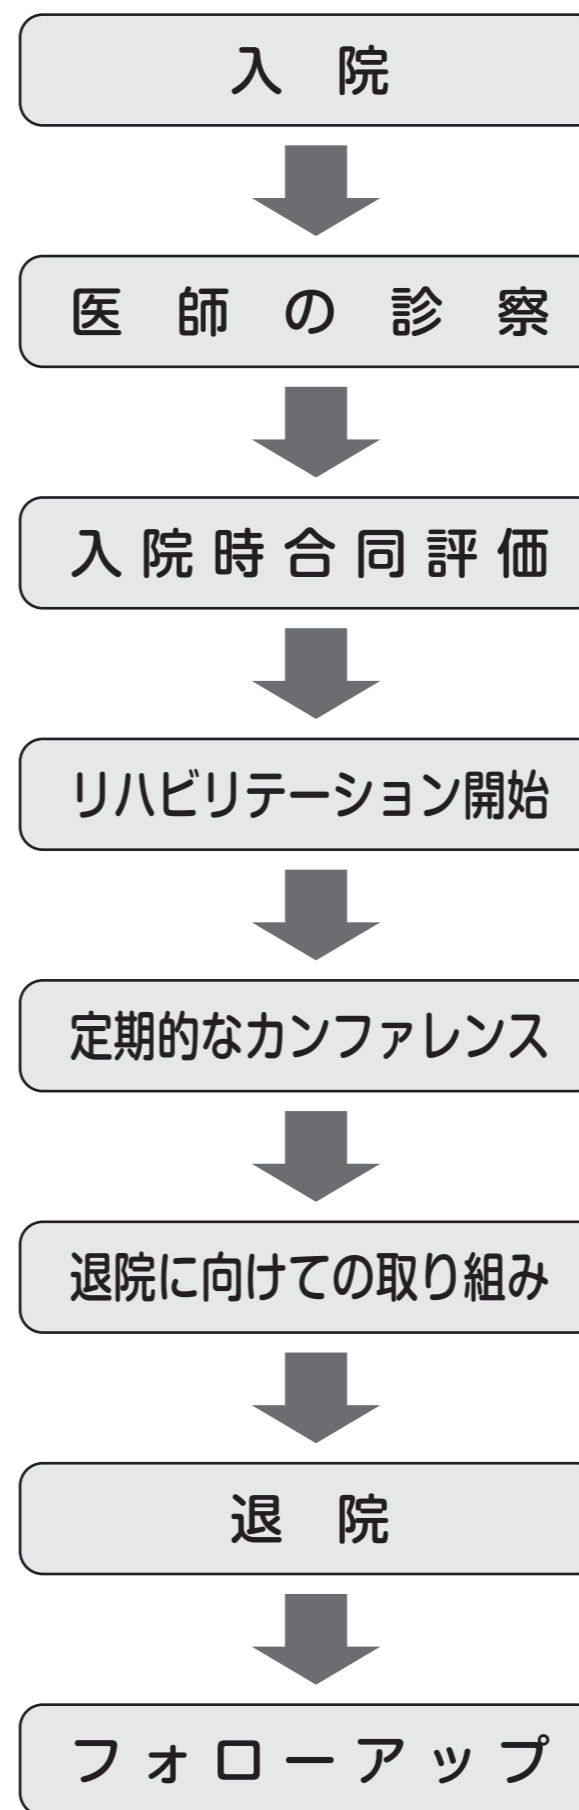 入院
医師の診察
入院時合同評価
リハビリテーション開始
定期的なカンファレンス
退院に向けての取り組み
退院
フォローアップ